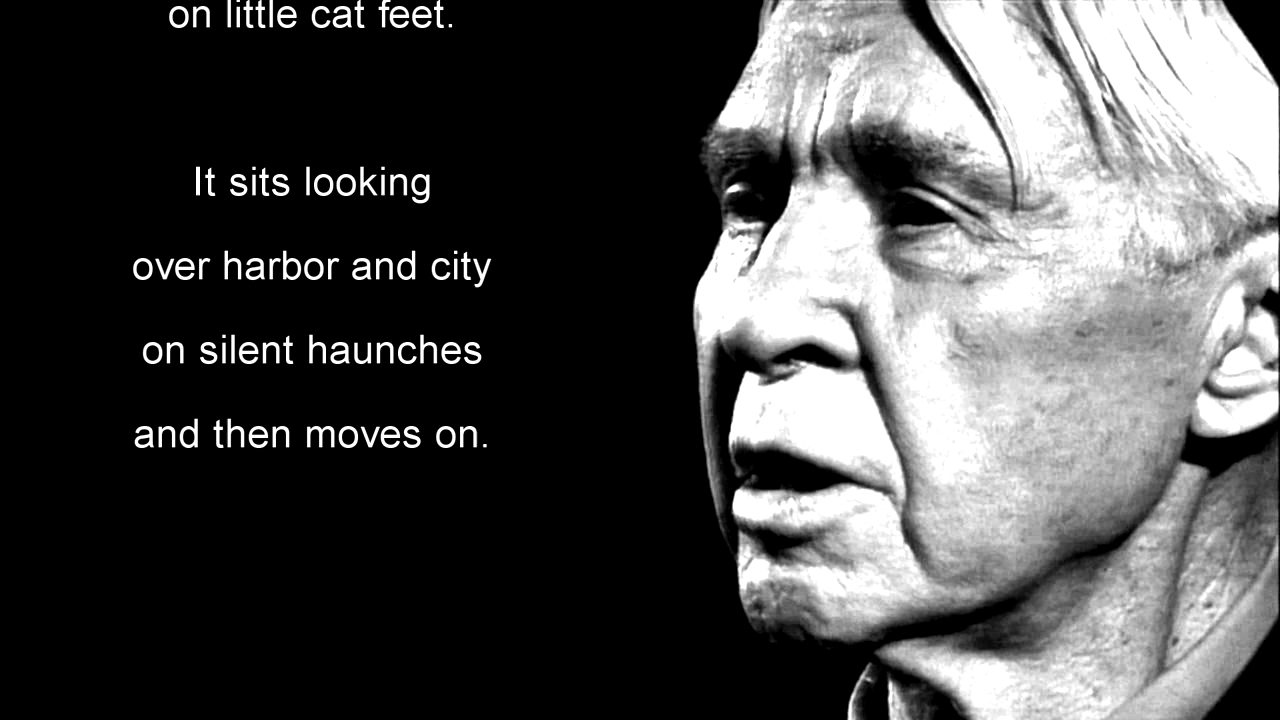 on little cat feet.
It sits looking
over harbor and city
on silent haunches
and then moves on.